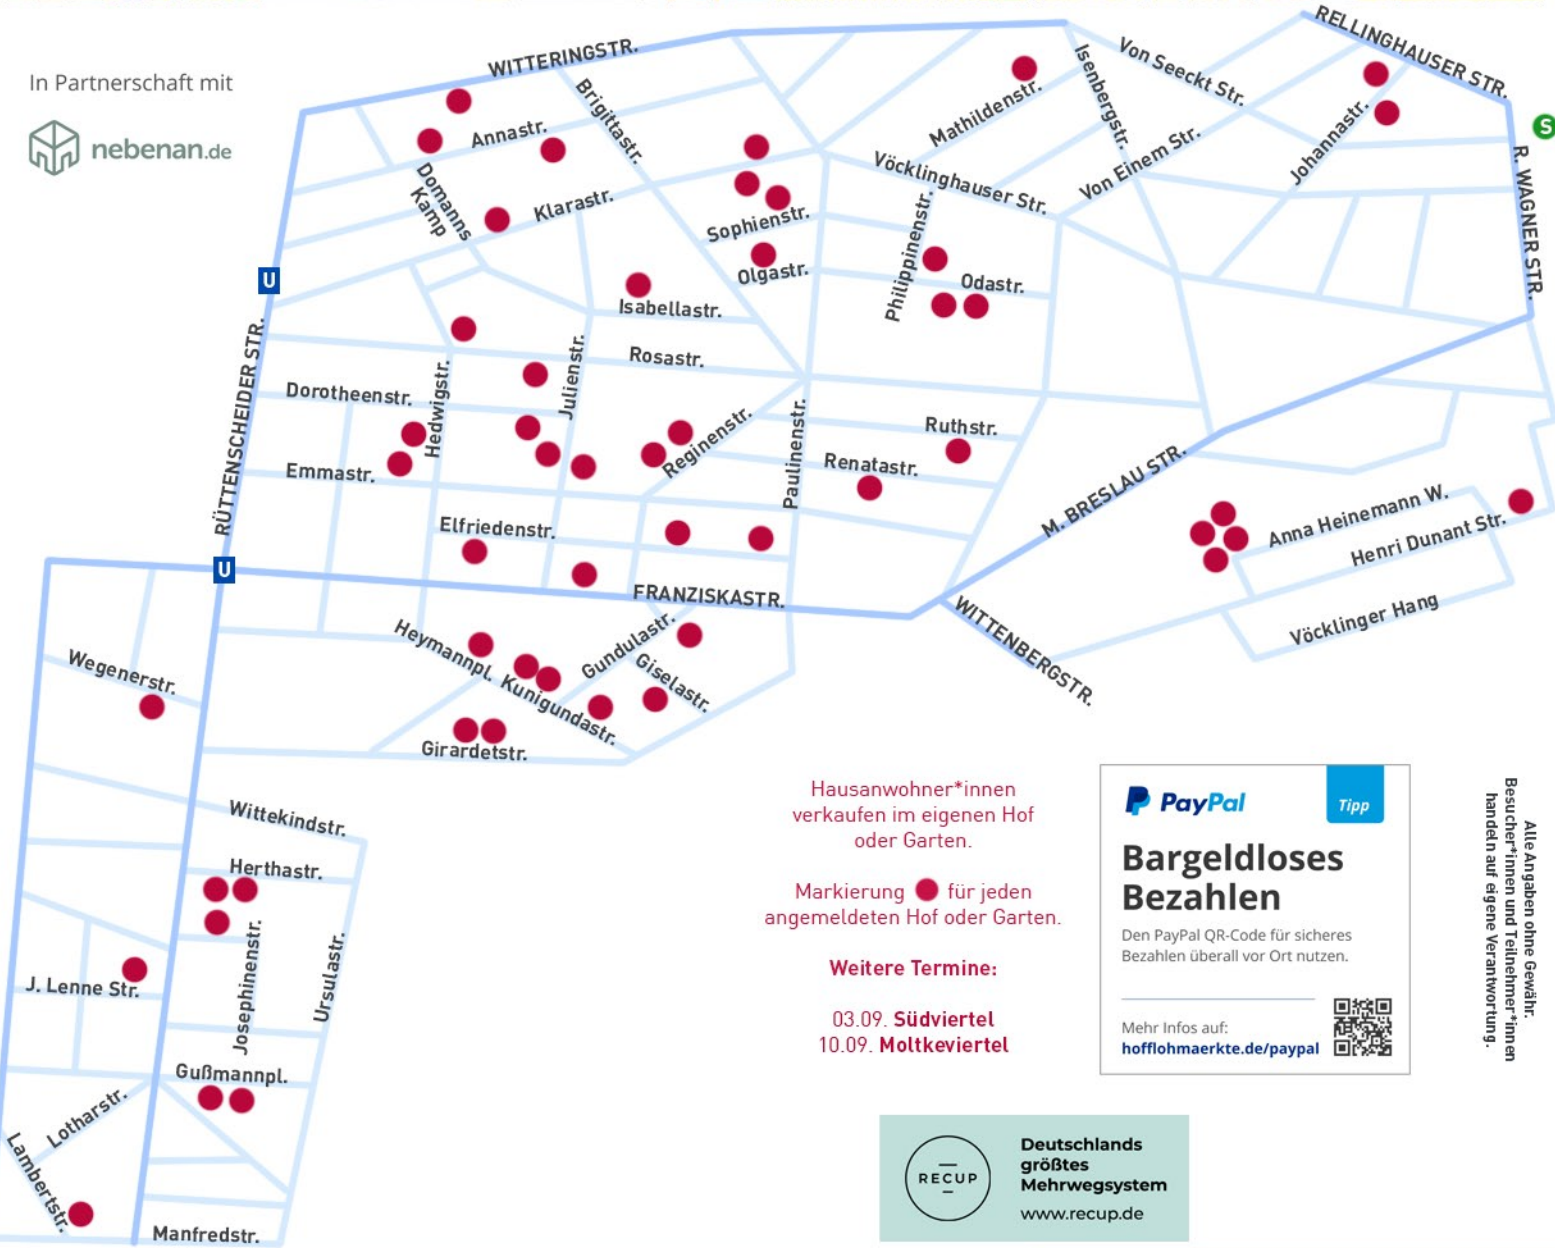 In Partnerschaft mit
nebenan.de
WITTERINGSTR.
RELLINGHAUSER STR.
Von Seeckt Str.
Isenbergstr.
Brigittastr.
Mathildenstr.
Johannastr.
S
Annastr.
Von Einem Str.
R. WAGNER STR.
Domanns
Kamp
Klarastr.
Vöcklinghauser Str.
Sophienstr.
Philippinenstr.
Olgastr.
Odastr.
U
Isabellastr.
RÜTTENSCHEIDER STR.
Julienstr.
Rosastr.
Dorotheenstr.
Hedwigstr.
Reginenstr.
Paulinenstr.
Ruthstr.
Renatastr.
Emmastr.
M. BRESLAU STR.
Anna Heinemann W.
Henri Dunant Str.
Elfriedenstr.
U
FRANZISKASTR.
WITTENBERGSTR.
Vöcklinger Hang
Heymannpl.
Gundulastr.
Giselastr.
Kunigundastr.
Wegenerstr.
Girardetstr.
Wittekindstr.
Herthastr.
Josephinenstr.
Ursulastr.
J. Lenne Str.
Gußmannpl.
Lotharstr.
Lambertstr.
Manfredstr.
Hausanwohner*innen
verkaufen im eigenen Hof
oder Garten.
Markierung für jeden
angemeldeten Hof oder Garten.
Weitere Termine:
03.09. Südviertel
10.09. Moltkeviertel
PayPal
Tipp
Bargeldloses
Bezahlen
Den PayPal QR-Code für sicheres
Bezahlen überall vor Ort nutzen.
Mehr Infos auf:
hofflohmaerkte.de/paypal
Alle Angaben ohne Gewähr.
Besucher*innen und Teilnehmer*innen
handeln auf eigene Verantwortung.
RECUP
Deutschlands
größtes
Mehrwegsystem
www.recup.de